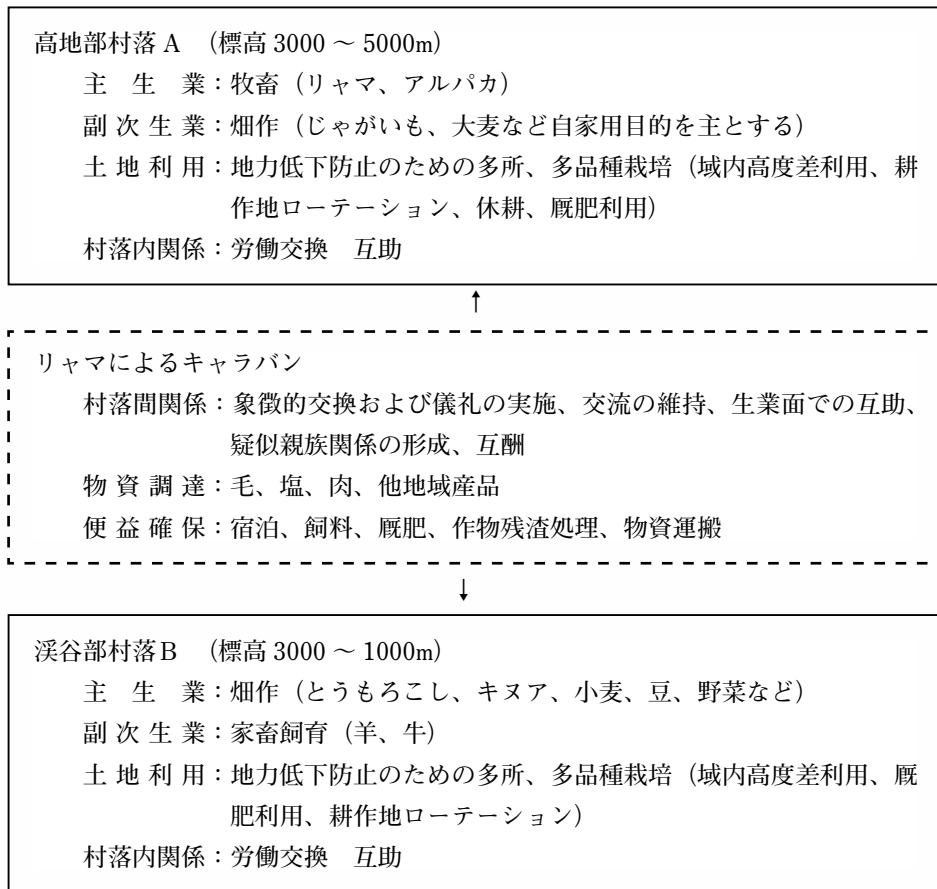 高地部村落 A （標高 3000 ～ 5000m）
主 生 業：牧畜（リャマ、アルパカ）
副 次 生 業：畑作（じゃがいも、大麦など自家用目的を主とする）
土 地 利 用：地力低下防止のための多所、多品種栽培（域内高度差利用、耕
作地ローテーション、休耕、厩肥利用）
村落内関係：労働交換 互助
↑
リャマによるキャラバン
村落間関係：象徴的交換および儀礼の実施、交流の維持、生業面での互助、
疑似親族関係の形成、互酬
物 資 調 達：毛、塩、肉、他地域産品
便 益 確 保：宿泊、飼料、厩肥、作物残渣処理、物資運搬
↓
渓谷部村落Ｂ （標高 3000 ～ 1000m）
主 生 業：畑作（とうもろこし、キヌア、小麦、豆、野菜など）
副 次 生 業：家畜飼育（羊、牛）
土 地 利 用：地力低下防止のための多所、多品種栽培（域内高度差利用、厩
肥利用、耕作地ローテーション）
村落内関係：労働交換 互助